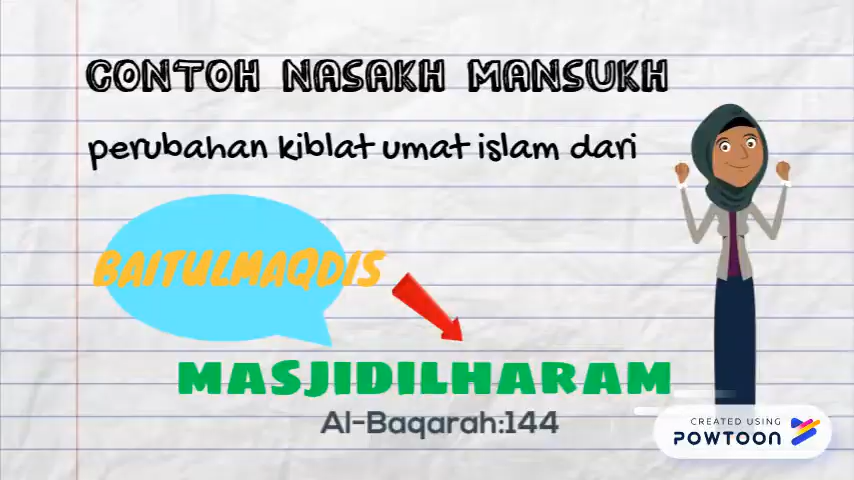 CONTOH NASAKH MANSUKH
perubahan kiblat umat islam dari
BAITULMAQDIS
MASJIDILHARAM
Al-Baqarah:144
CREATED USING
POWTOON